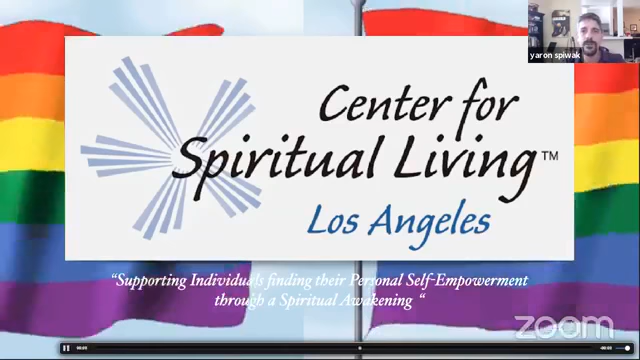 yaron spiwak
Center for
Spiritual Living™
Los Angeles
“Supporting Individuals finding their Personal Self-Empowerment
through a Spiritual Awakening “
zoom